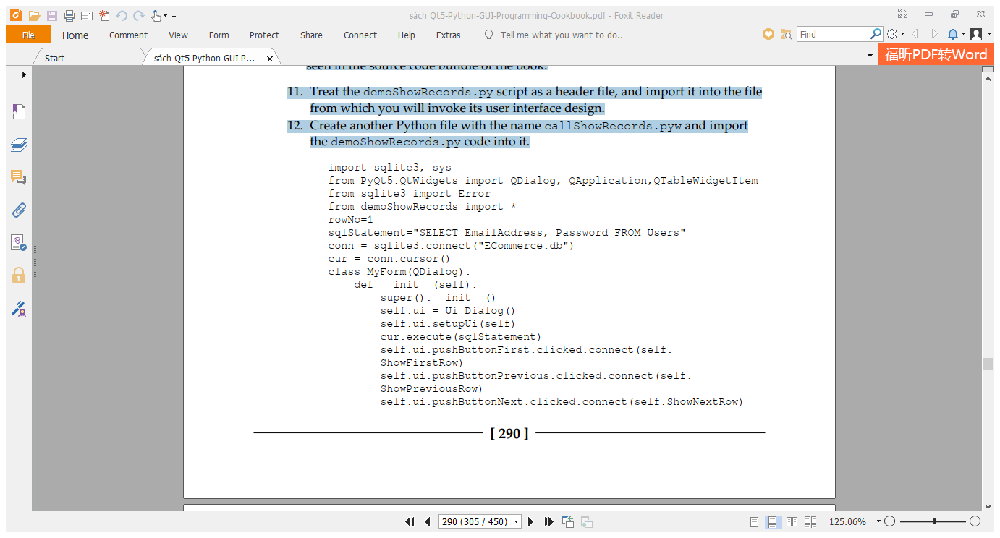 sách Qt5-Python-GUI-Programming-Cookbook.pdf - Foxit Reader
File Home Comment View Form Protect Share Connect Help Extras Tell me what you want to do.. Find
Start sách Qt5-Python-GUI-P... 福昕PDF转Word
seen in the source code bundle of the book.
11. Treat the demoShowRecords.py script as a header file, and import it into the file
from which you will invoke its user interface design.
12. Create another Python file with the name callShowRecords.pyw and import
the demoShowRecords.py code into it.
import sqlite3, sys
from PyQt5.QtWidgets import QDialog, QApplication,QTableWidgetItem
from sqlite3 import Error
from demoShowRecords import *
rowNo=1
sqlStatement="SELECT EmailAddress, Password FROM Users"
conn = sqlite3.connect("ECommerce.db")
cur = conn.cursor()
class MyForm(QDialog):
def __init__(self):
super().__init__()
self.ui = Ui_Dialog()
self.ui.setupUi(self)
cur.execute(sqlStatement)
self.ui.pushButtonFirst.clicked.connect(self.
ShowFirstRow)
self.ui.pushButtonPrevious.clicked.connect(self.
ShowPreviousRow)
self.ui.pushButtonNext.clicked.connect(self.ShowNextRow)
[ 290 ]
290 (305 / 450) 125.06%